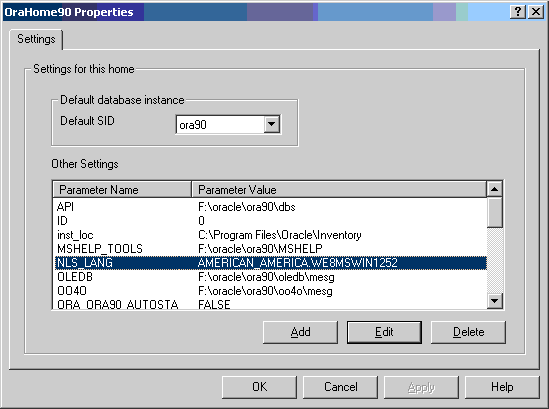 OraHome90 Properties
Settings
Settings for this home
Default database instance
Default SID ora90
Other Settings
Parameter Name Parameter Value
API F:\oracle\ora90\dbs
ID 0
inst_loc C:\Program Files\Oracle\Inventory
MSHELP_TOOLS F:\oracle\ora90\MSHELP
NLS_LANG AMERICAN_AMERICA.WE8MSWIN1252
OLEDB F:\oracle\ora90\oledb\mesg
OO4O F:\oracle\ora90\oo4o\mesg
ORA_ORA90_AUTOSTA FALSE
Add Edit Delete
OK Cancel Apply Help